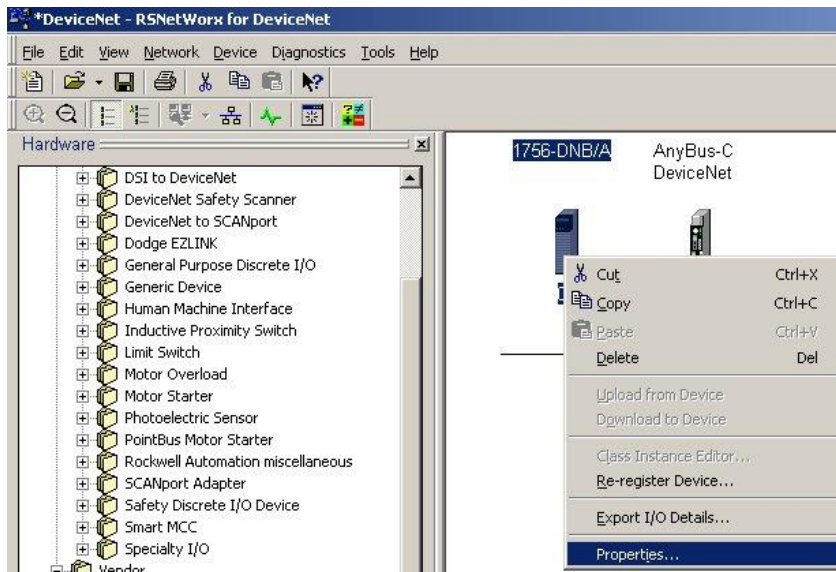 *DeviceNet - RSNetWorx for DeviceNet
File Edit View Network Device Diagnostics Tools Help
Hardware
DSI to DeviceNet
DeviceNet Safety Scanner
DeviceNet to SCANport
Dodge EZLINK
General Purpose Discrete I/O
Generic Device
Human Machine Interface
Inductive Proximity Switch
Limit Switch
Motor Overload
Motor Starter
Photoelectric Sensor
PointBus Motor Starter
Rockwell Automation miscellaneous
SCANport Adapter
Safety Discrete I/O Device
Smart MCC
Specialty I/O
Vendor
1756-DNB/A
AnyBus-C
DeviceNet
Cut Ctrl+X
Copy Ctrl+C
Paste Ctrl+V
Delete Del
Upload from Device
Download to Device
Class Instance Editor...
Re-register Device...
Export I/O Details...
Properties...